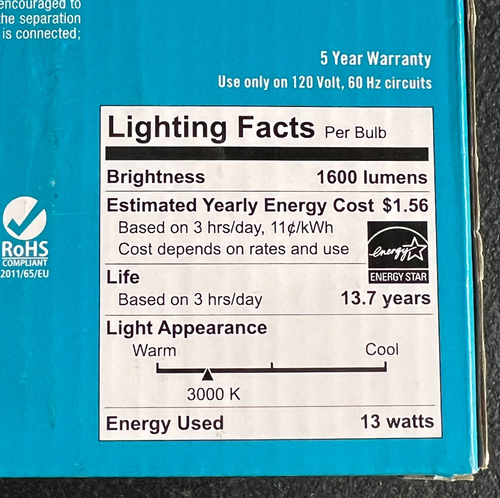 encouraged to
the separation
is connected;
5 Year Warranty
Use only on 120 Volt, 60 Hz circuits
Lighting Facts Per Bulb
Brightness 1600 lumens
Estimated Yearly Energy Cost $1.56
Based on 3 hrs/day, 11¢/kWh
Cost depends on rates and use
energy
ENERGY STAR
Life
Based on 3 hrs/day 13.7 years
Light Appearance
Warm Cool
3000 K
Energy Used 13 watts
RoHS
COMPLIANT
2011/65/EU